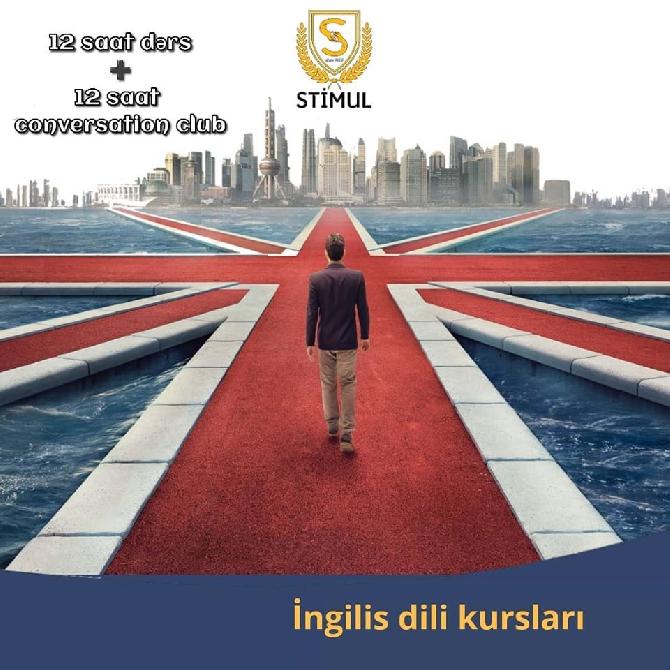 12 saat dərs
+
12 saat
conversation club
S
STİMUL
İngilis dili kursları